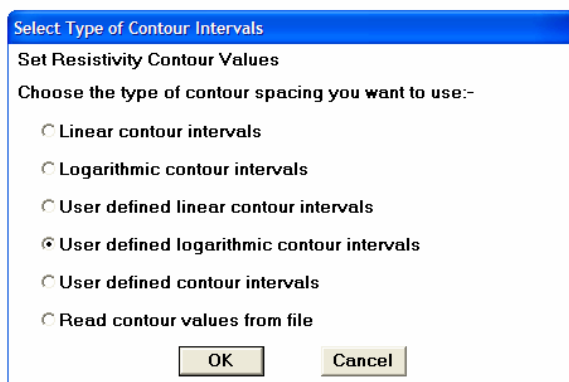 Select Type of Contour Intervals
Set Resistivity Contour Values
Choose the type of contour spacing you want to use:-
Linear contour intervals
Logarithmic contour intervals
User defined linear contour intervals
User defined logarithmic contour intervals
User defined contour intervals
Read contour values from file
OK Cancel